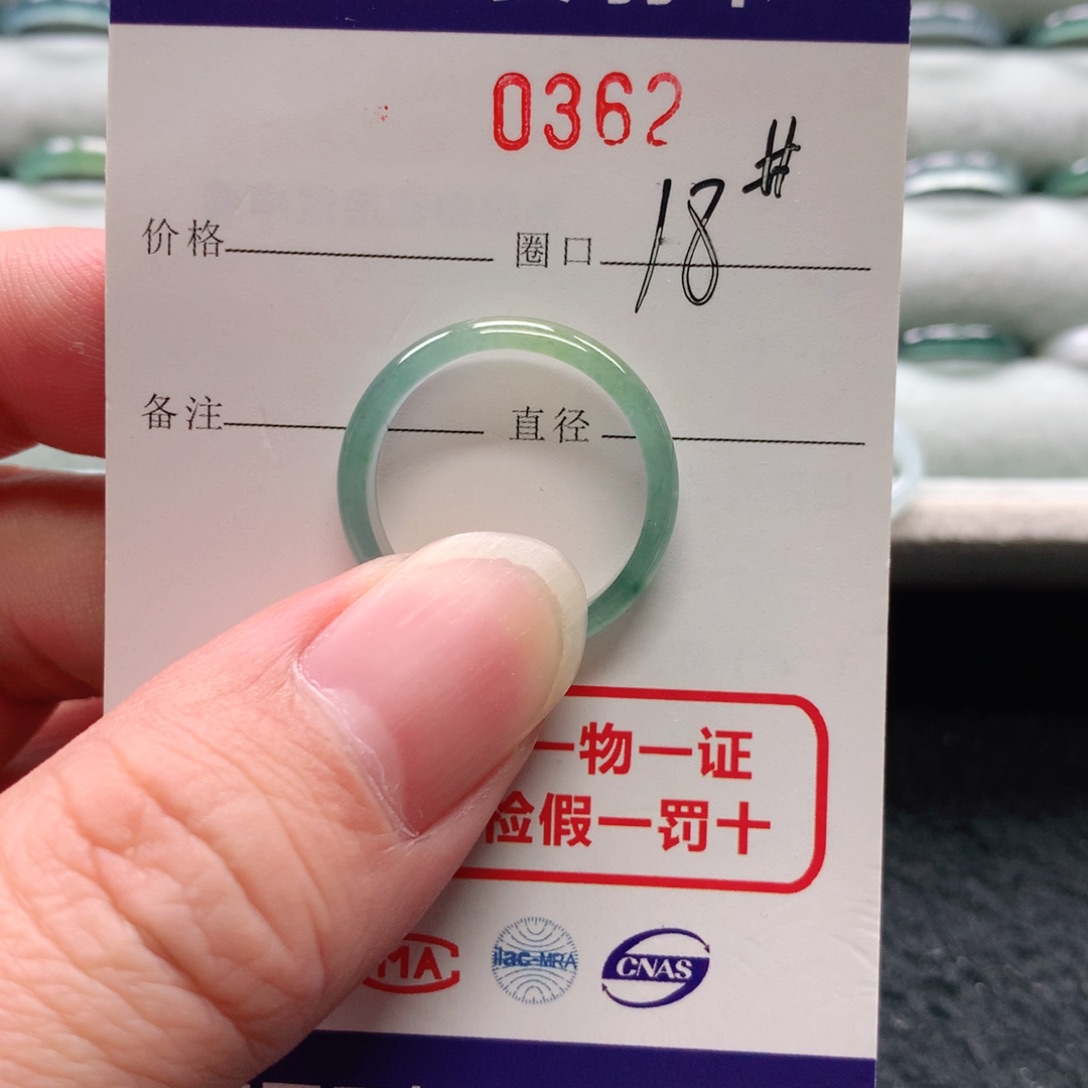 0362
18#
价格 圈口
备注 直径
一物一证
检假一罚十
MA
ilac-MRA
CNAS